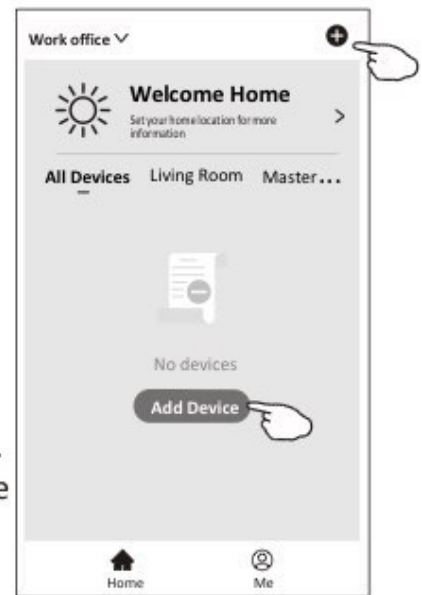 Work office
Welcome Home
Set your home location for more
information
All Devices Living Room Master...
No devices
Add Device
e
Home Me